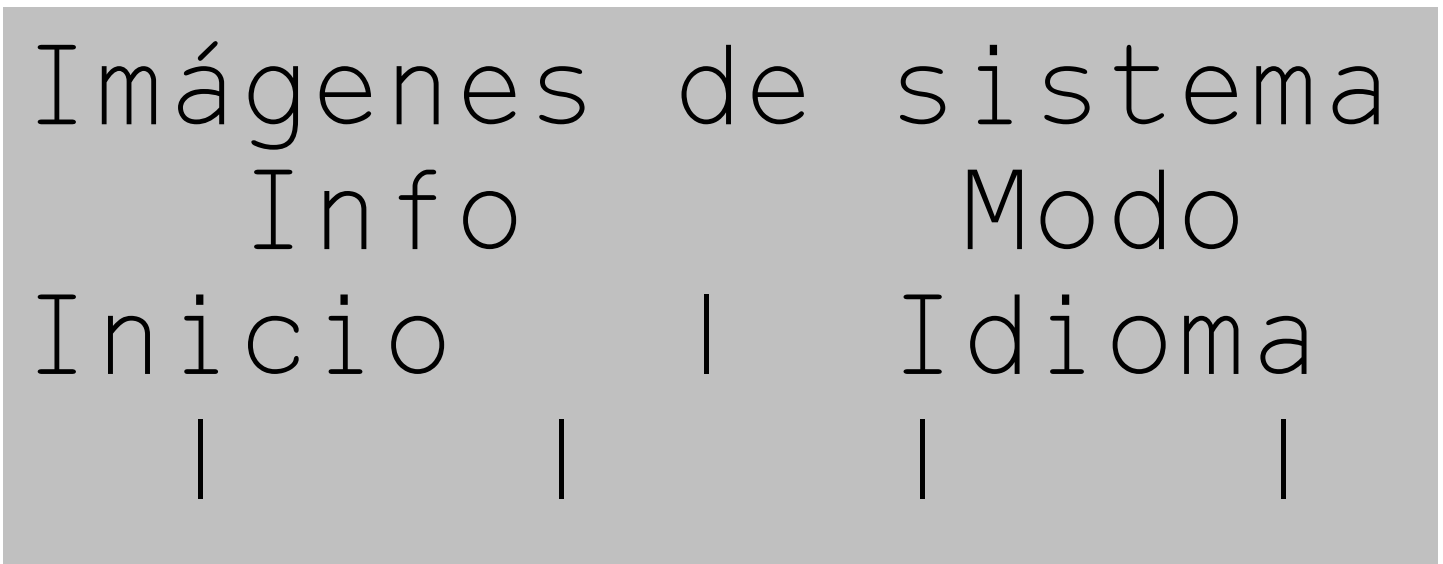 Imágenes de sistema
Info Modo
Inicio | Idioma
| | | |